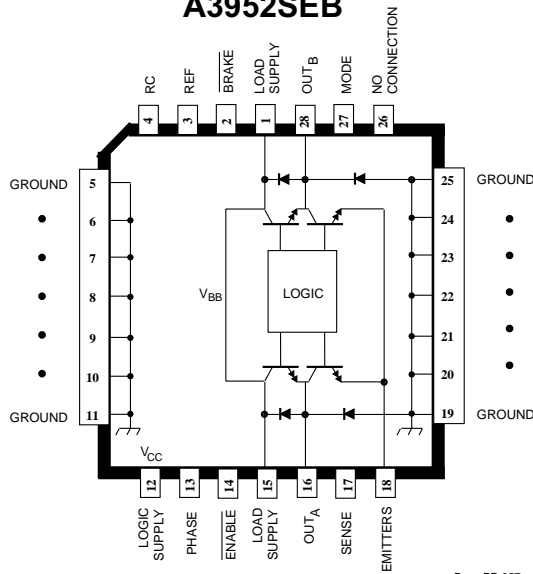 A3952SEB
RC
REF
BRAKE
LOAD
SUPPLY
OUTB
MODE
NO
CONNECTION
4
3
2
1
28
27
26
GROUND
5
6
7
8
9
10
GROUND
11
VBB
LOGIC
25
GROUND
24
23
22
21
20
19
GROUND
VCC
12
13
14
15
16
17
18
LOGIC
SUPPLY
PHASE
ENABLE
LOAD
SUPPLY
OUTA
SENSE
EMITTERS